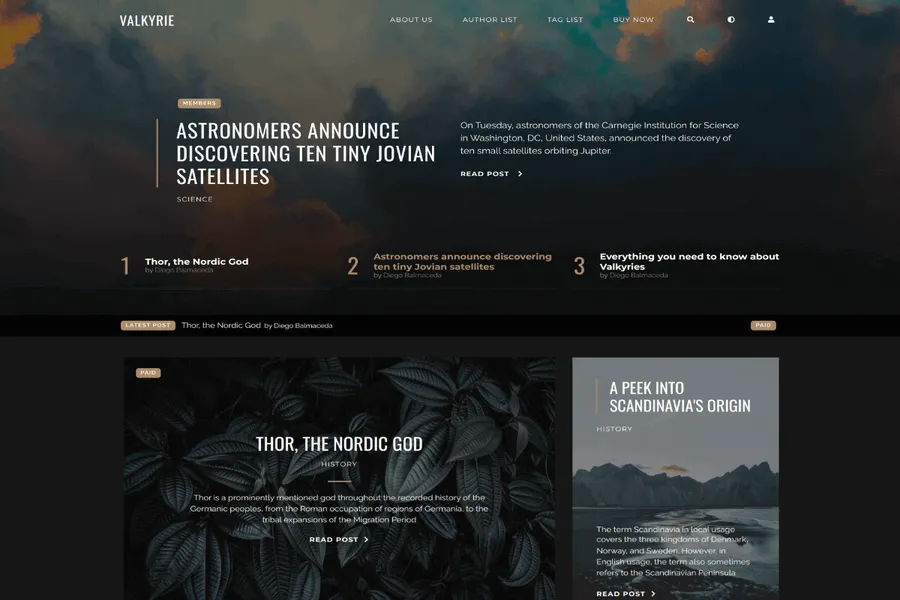 VALKYRIE
ABOUT US
AUTHOR LIST
TAG LIST
BUY NOW
MEMBERS
ASTRONOMERS ANNOUNCE
DISCOVERING TEN TINY JOVIAN
SATELLITES
SCIENCE
On Tuesday, astronomers of the Carnegie Institution for Science
in Washington, DC, United States, announced the discovery of
ten small satellites orbiting Jupiter.
READ POST
1
Thor, the Nordic God
by Diego Balmaceda
2
Astronomers announce discovering
ten tiny Jovian satellites
by Diego Balmaceda
3
Everything you need to know about
Valkyries
by Diego Balmaceda
LATEST POST
Thor, the Nordic God by Diego Balmaceda
PAID
PAID
THOR, THE NORDIC GOD
HISTORY
Thor is a prominently mentioned god throughout the recorded history of the
Germanic peoples, from the Roman occupation of regions of Germania, to the
tribal expansions of the Migration Period
READ POST
A PEEK INTO
SCANDINAVIA'S ORIGIN
HISTORY
The term Scandinavia in local usage
covers the three kingdoms of Denmark,
Norway, and Sweden. However, in
English usage, the term also sometimes
refers to the Scandinavian Peninsula
READ POST